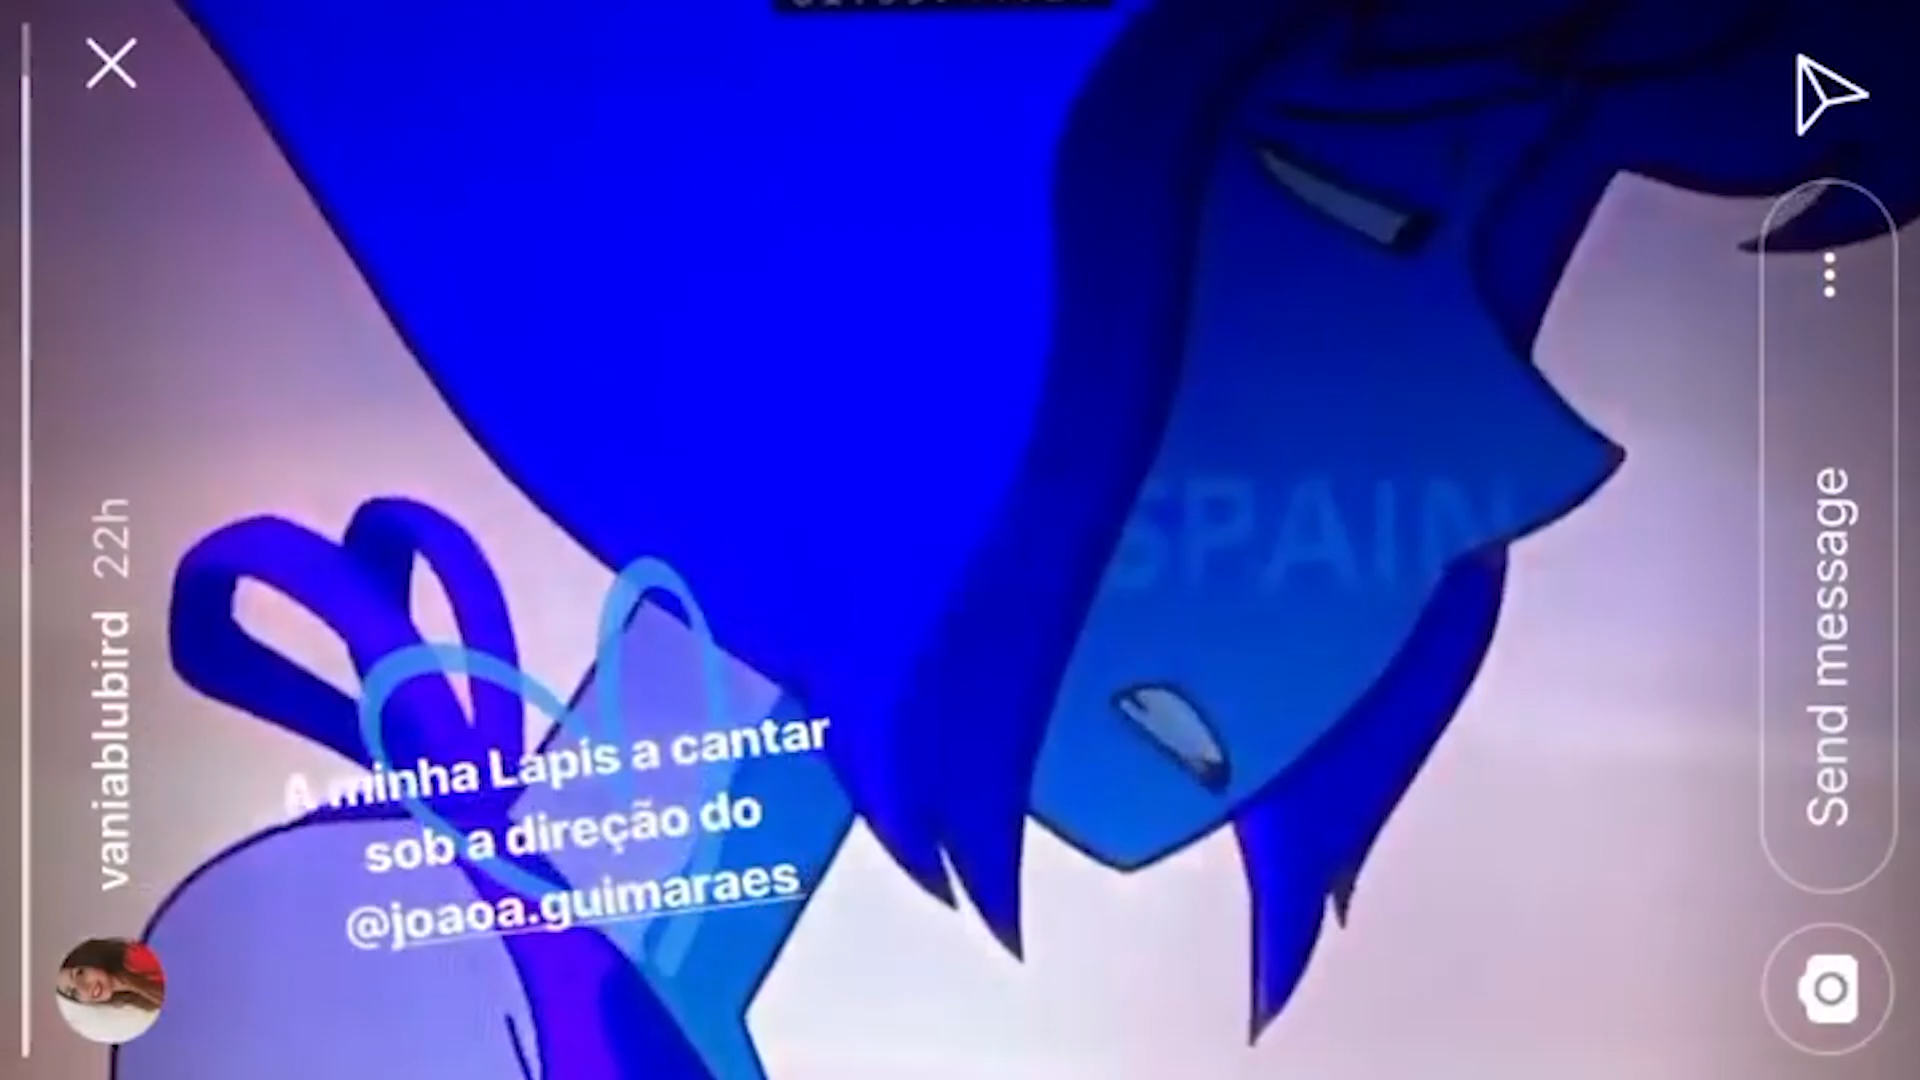 A minha Lapis a cantar
sob a direção do
@joaoa.guimaraes
SPAIN
vaniablubird 22h
Send message